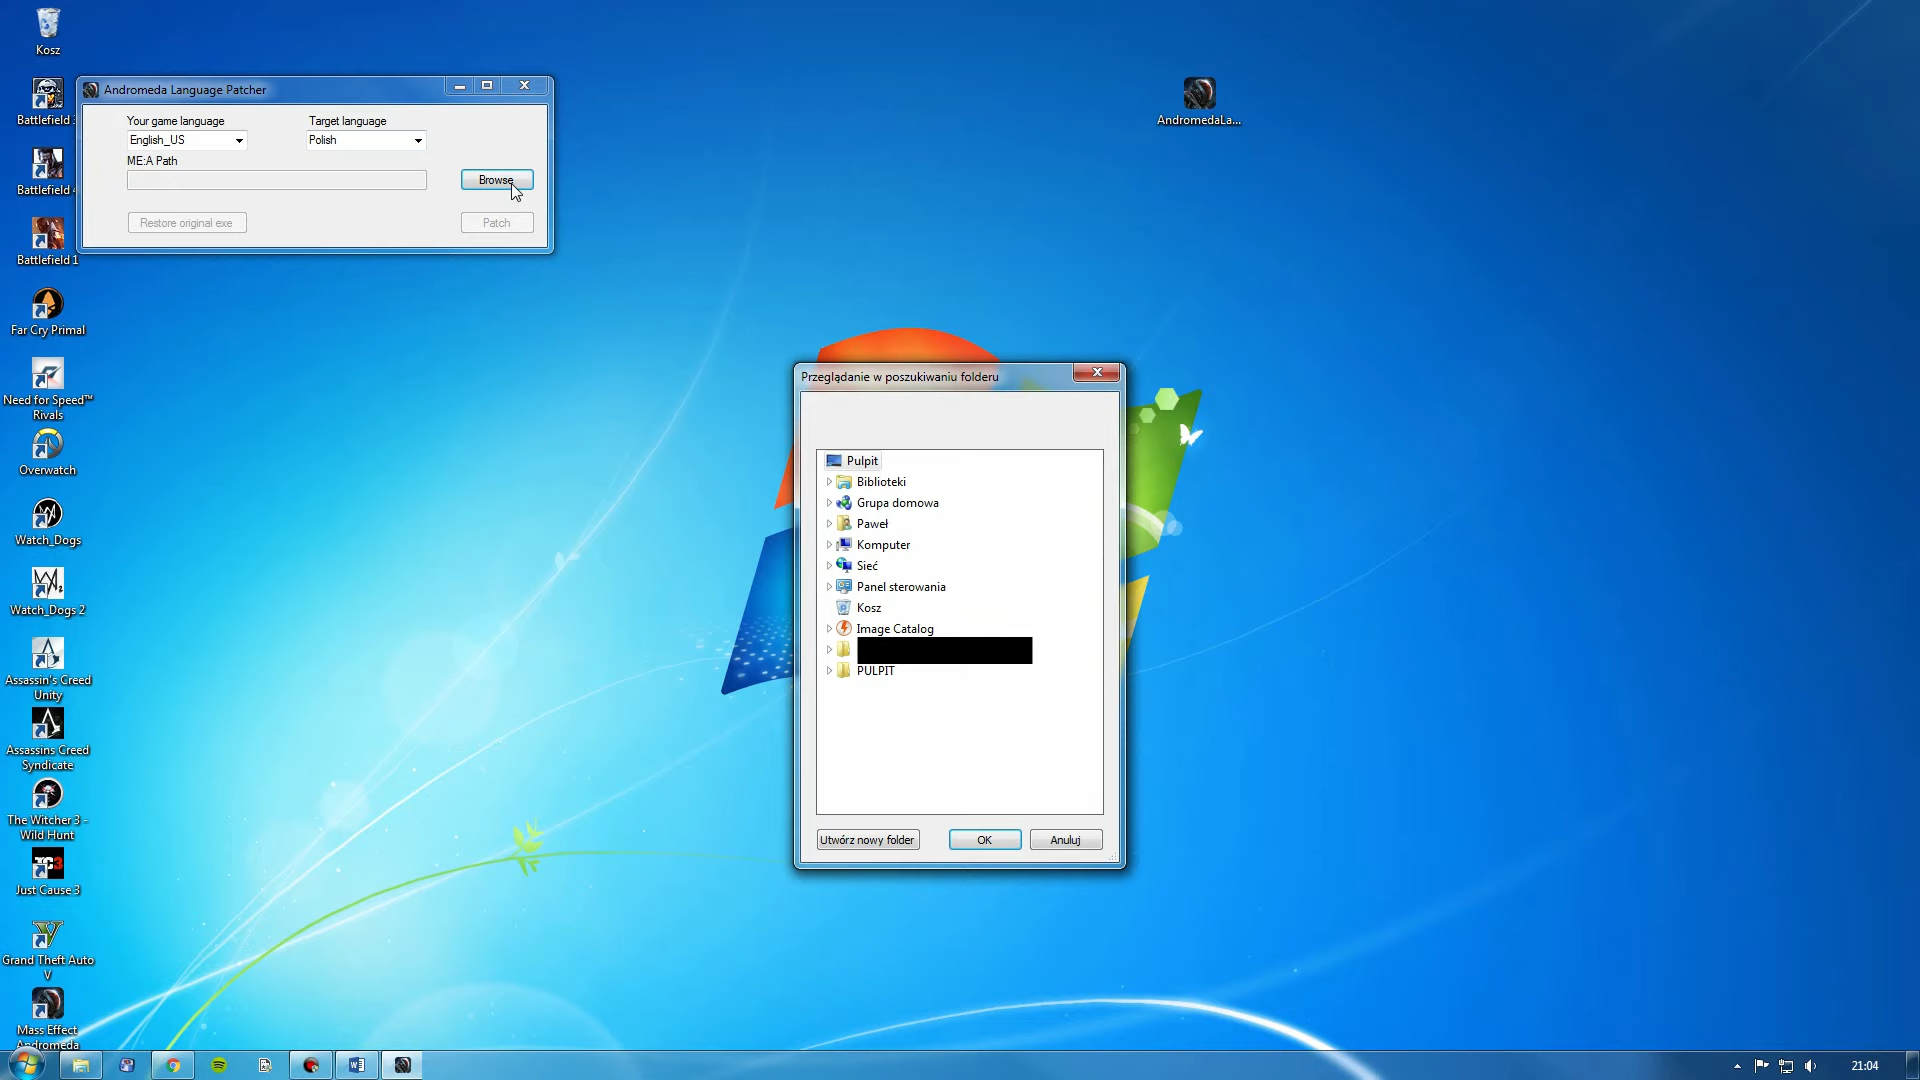 Kosz
Battlefield 3
Battlefield 4
Battlefield 1
Far Cry Primal
Need for Speed™
Rivals
Overwatch
Watch_Dogs
Watch_Dogs 2
Assassin's Creed
Unity
Assassins Creed
Syndicate
The Witcher 3 -
Wild Hunt
Just Cause 3
Grand Theft Auto
V
Mass Effect
Andromeda
Andromeda Language Patcher
Your game language
Target language
English_US
Polish
ME:A Path
Browse
Restore original exe
Patch
AndromedaLa...
Przeglądanie w poszukiwaniu folderu
Pulpit
Biblioteki
Grupa domowa
Paweł
Komputer
Sieć
Panel sterowania
Kosz
Image Catalog
PULPIT
Utwórz nowy folder
OK
Anuluj
21:04